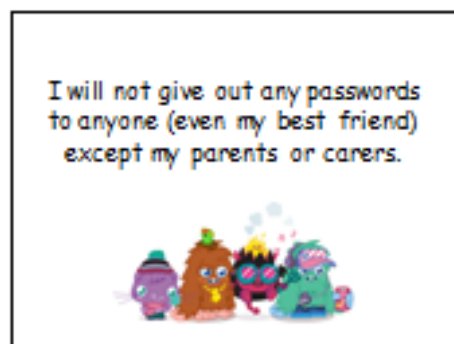 I will not give out any passwords
to anyone (even my best friend)
except my parents or carers.